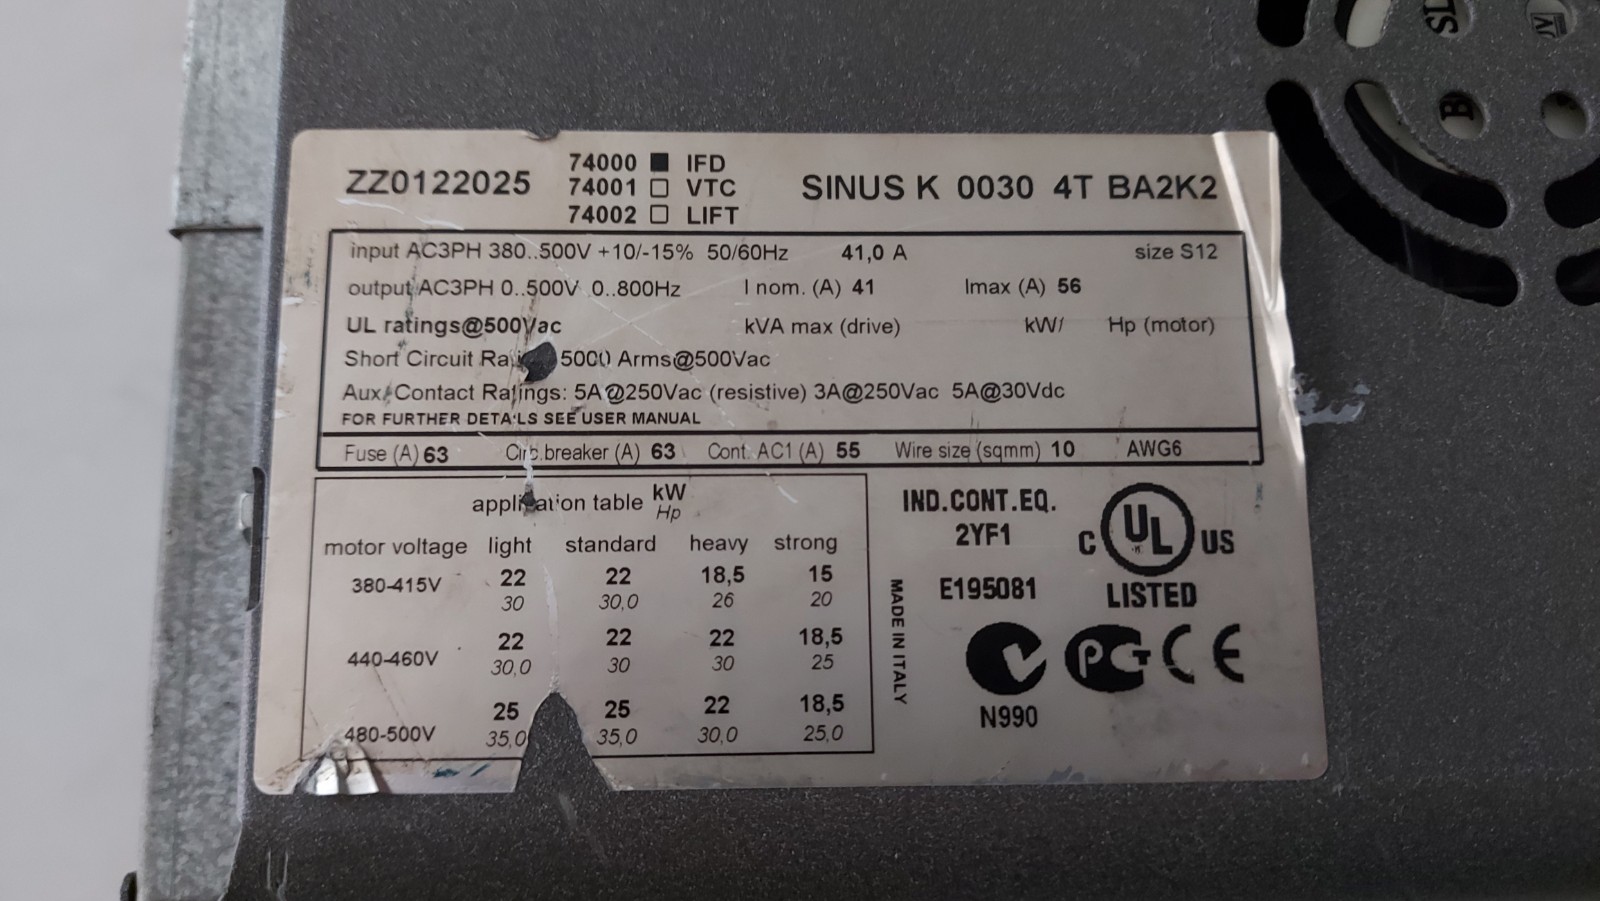 ZZ0122025
74000 ■ IFD
74001 □ VTC
74002 □ LIFT
SINUS K 0030 4T BA2K2
input AC3PH 380..500V +10/-15% 50/60Hz 41,0 A size S12
output AC3PH 0..500V 0..800Hz I nom. (A) 41 Imax (A) 56
UL ratings@500Vac kVA max (drive) kW/ Hp (motor)
Short Circuit 5000 Arms@500Vac
Aux. Contact Ratings: 5A@250Vac (resistive) 3A@250Vac 5A@30Vdc
FOR FURTHER DETAILS SEE USER MANUAL
Fuse (A) 63 Circ.breaker (A) 63 Cont. AC1 (A) 55 Wire size (sqmm) 10 AWG6
application table kW
Hp
motor voltage light standard heavy strong
380-415V 22 22 18,5 15
30 30,0 26 20
440-460V 22 22 22 18,5
30,0 30 30 25
480-500V 25 25 22 18,5
35,0 35,0 30,0 25,0
MADE IN ITALY
IND.CONT.EQ.
2YF1
E195081
C UL US
LISTED
PCT CE
N990